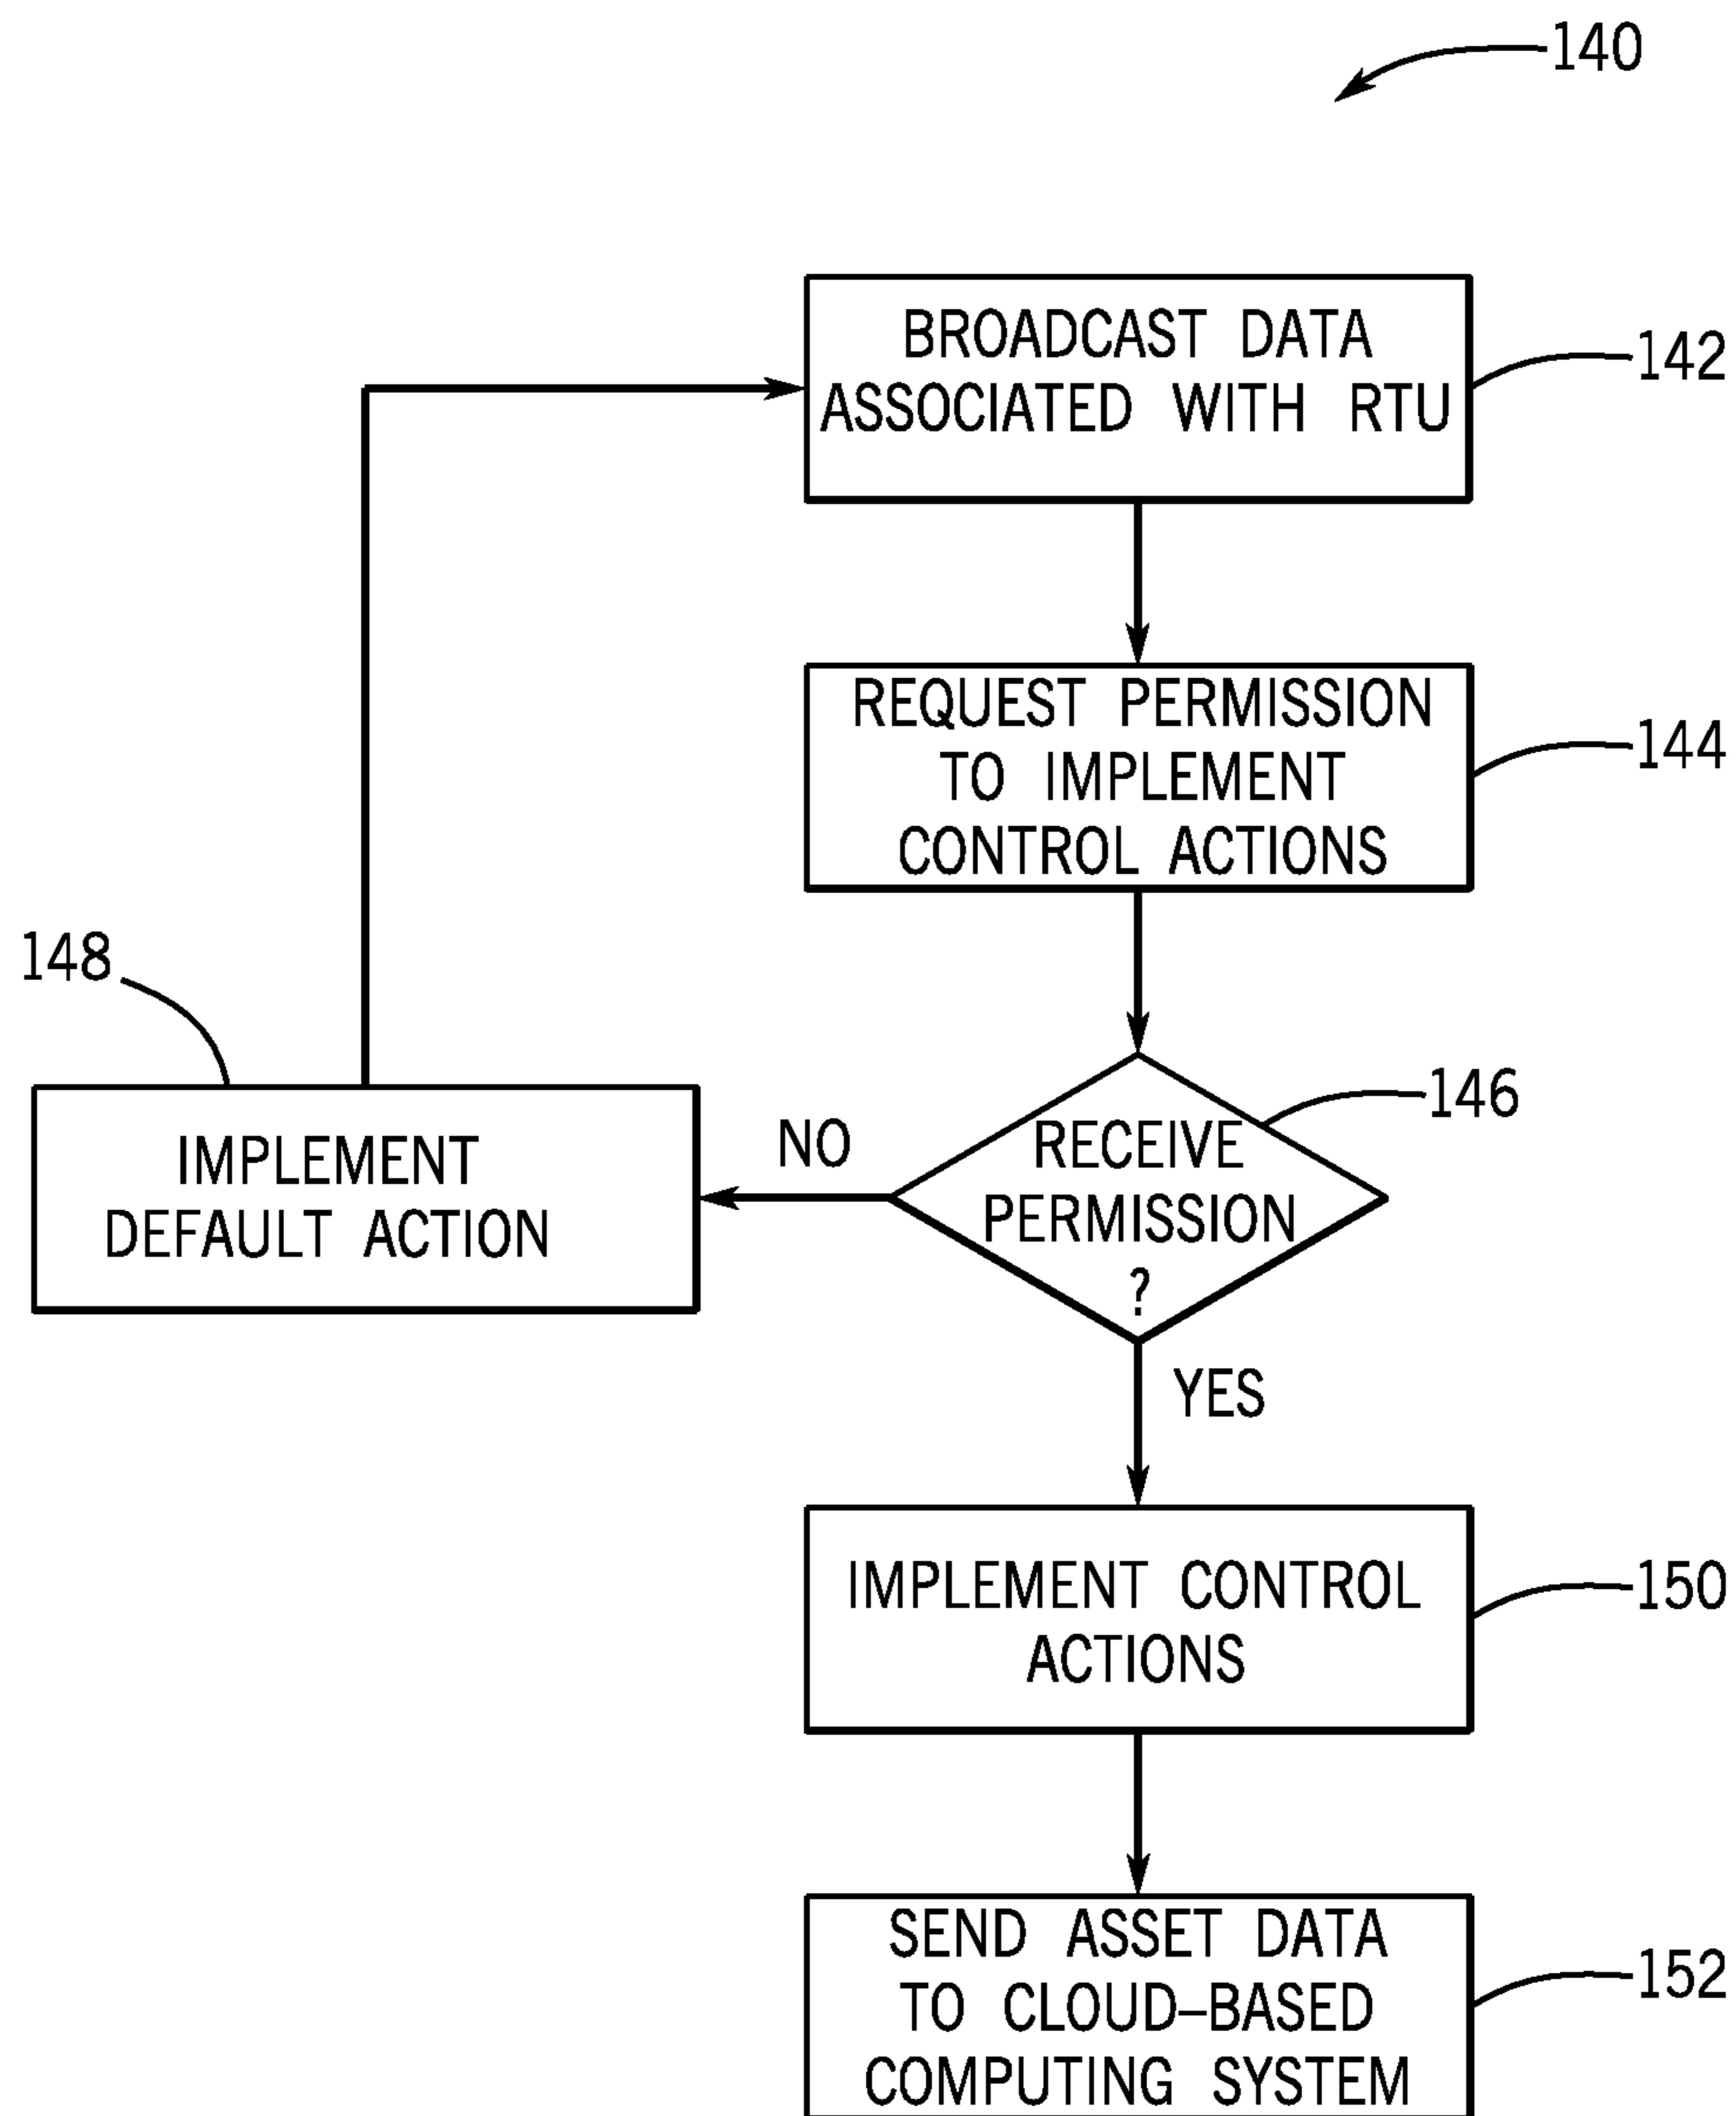 140
BROADCAST DATA
ASSOCIATED WITH RTU
142
REQUEST PERMISSION
TO IMPLEMENT
CONTROL ACTIONS
144
148
IMPLEMENT
DEFAULT ACTION
NO
RECEIVE
PERMISSION
?
146
YES
IMPLEMENT CONTROL
ACTIONS
150
SEND ASSET DATA
TO CLOUD-BASED
COMPUTING SYSTEM
152